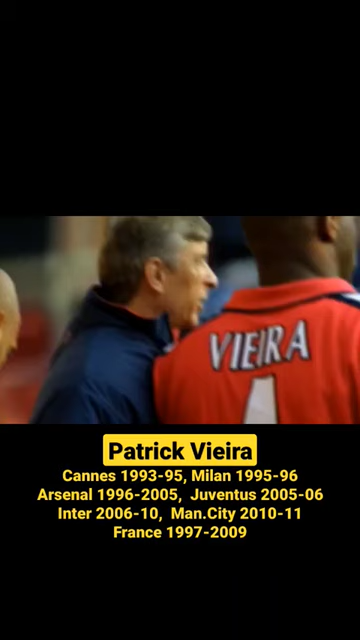 VIEIRA
4
Patrick Vieira
Cannes 1993-95, Milan 1995-96
Arsenal 1996-2005,  Juventus 2005-06
Inter 2006-10,  Man.City 2010-11
France 1997-2009